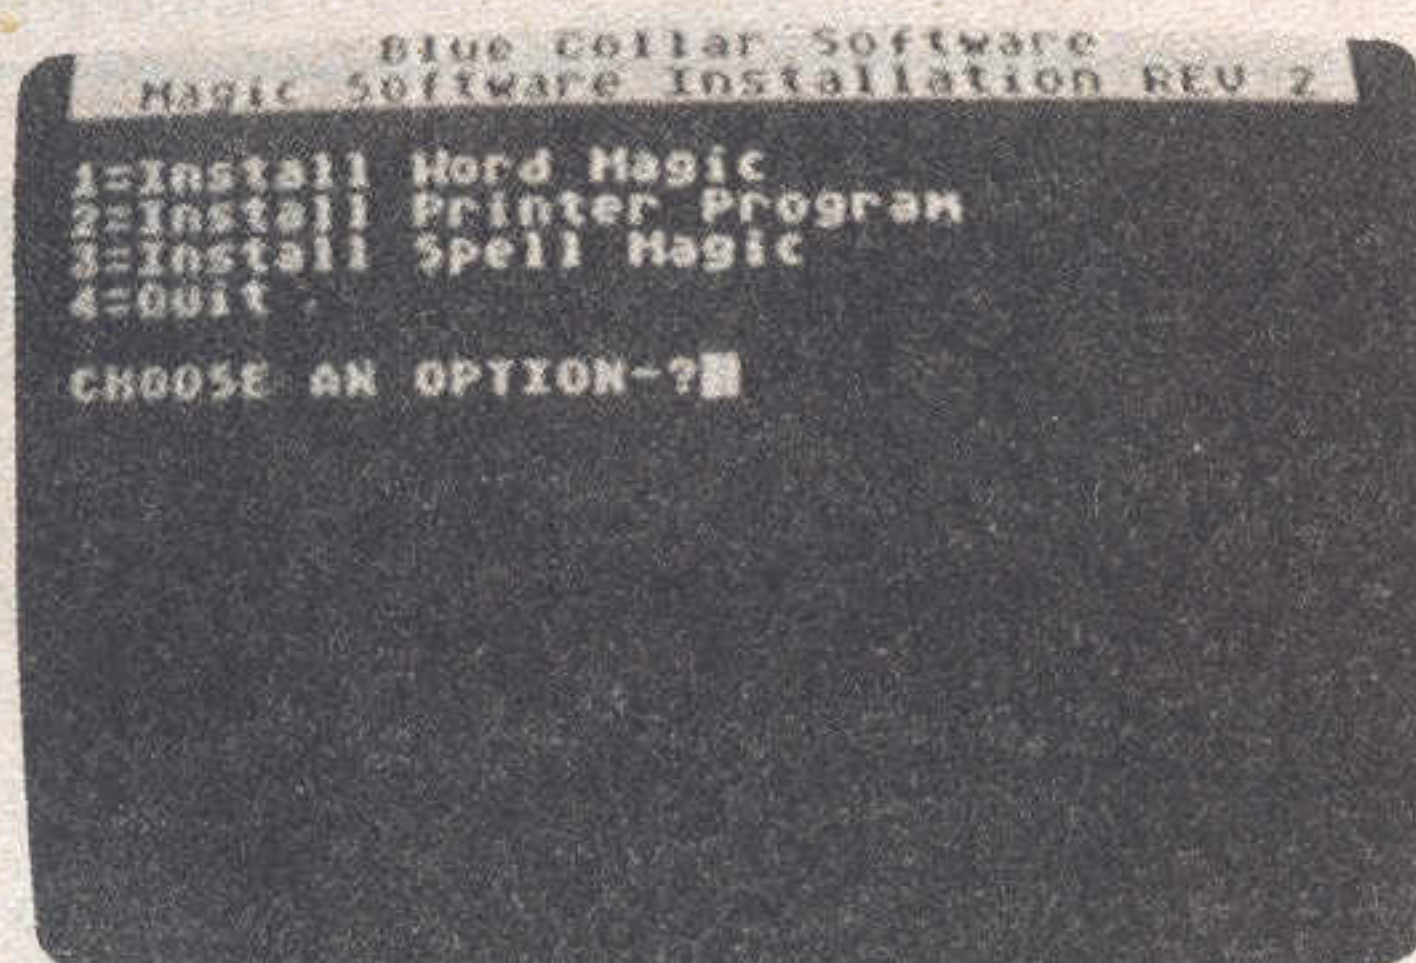 Blue Collar Software
Magic Software Installation REV 2
1=Install Word Magic
2=Install Printer Program
3=Install Spell Magic
4=Quit
CHOOSE AN OPTION-?